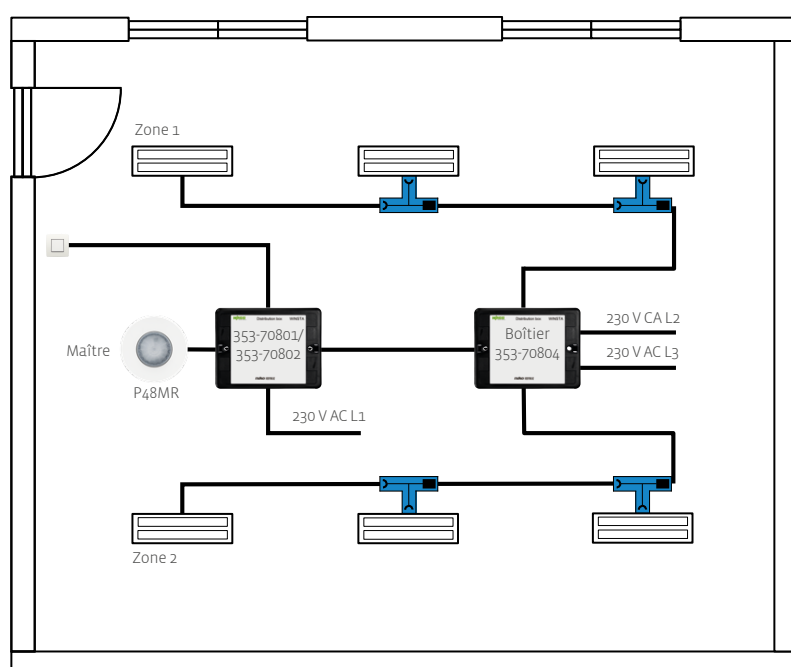 Zone 1
353-70801/
353-70802
Boîtier
353-70804
230 V CA L2
230 V AC L3
Maître
P48MR
230 V AC L1
Zone 2